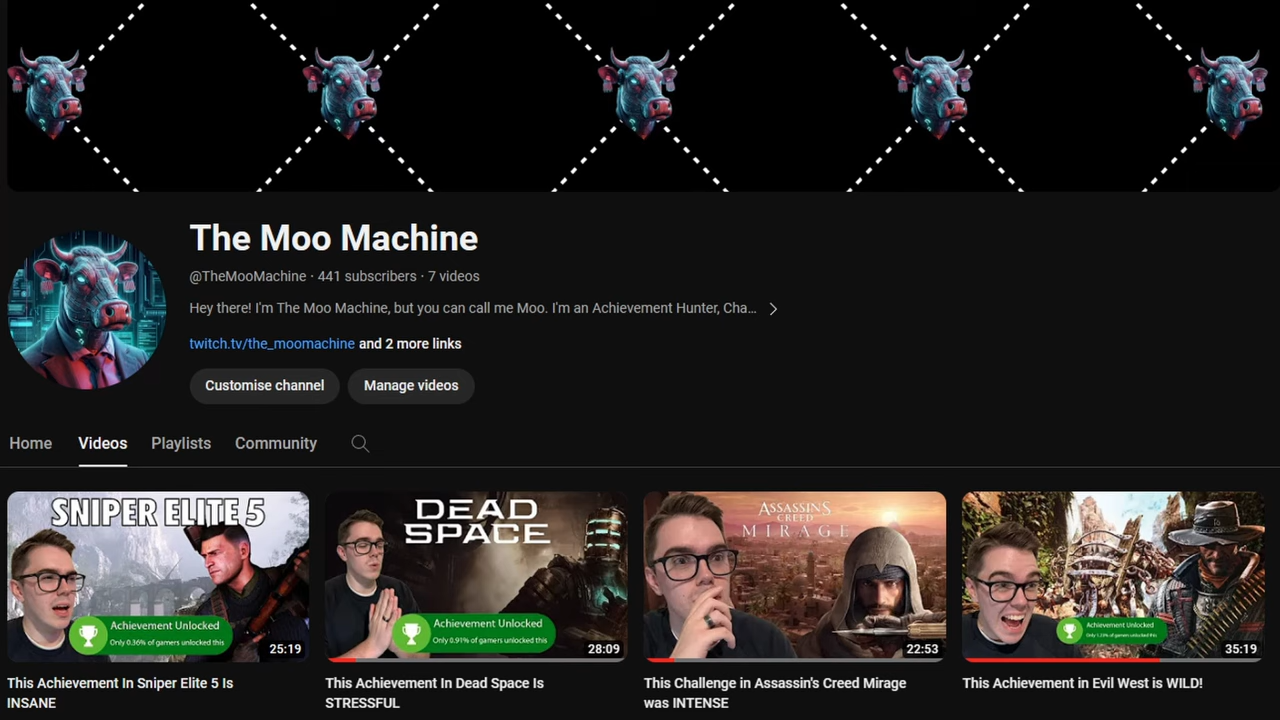 The Moo Machine
@TheMooMachine · 441 subscribers · 7 videos
Hey there! I'm The Moo Machine, but you can call me Moo. I'm an Achievement Hunter, Cha...
twitch.tv/the_moomachine and 2 more links
Customise channel Manage videos
Home Videos Playlists Community
SNIPER ELITE 5
Achievement Unlocked
Only 0.36% of gamers unlocked this
25:19
DEAD
SPACE
Achievement Unlocked
Only 0.91% of gamers unlocked this
28:09
ASSASSIN'S
CREED
MIRAGE
22:53
Achievement Unlocked
35:19
This Achievement In Sniper Elite 5 Is
INSANE
This Achievement In Dead Space Is
STRESSFUL
This Challenge in Assassin's Creed Mirage
was INTENSE
This Achievement in Evil West is WILD!